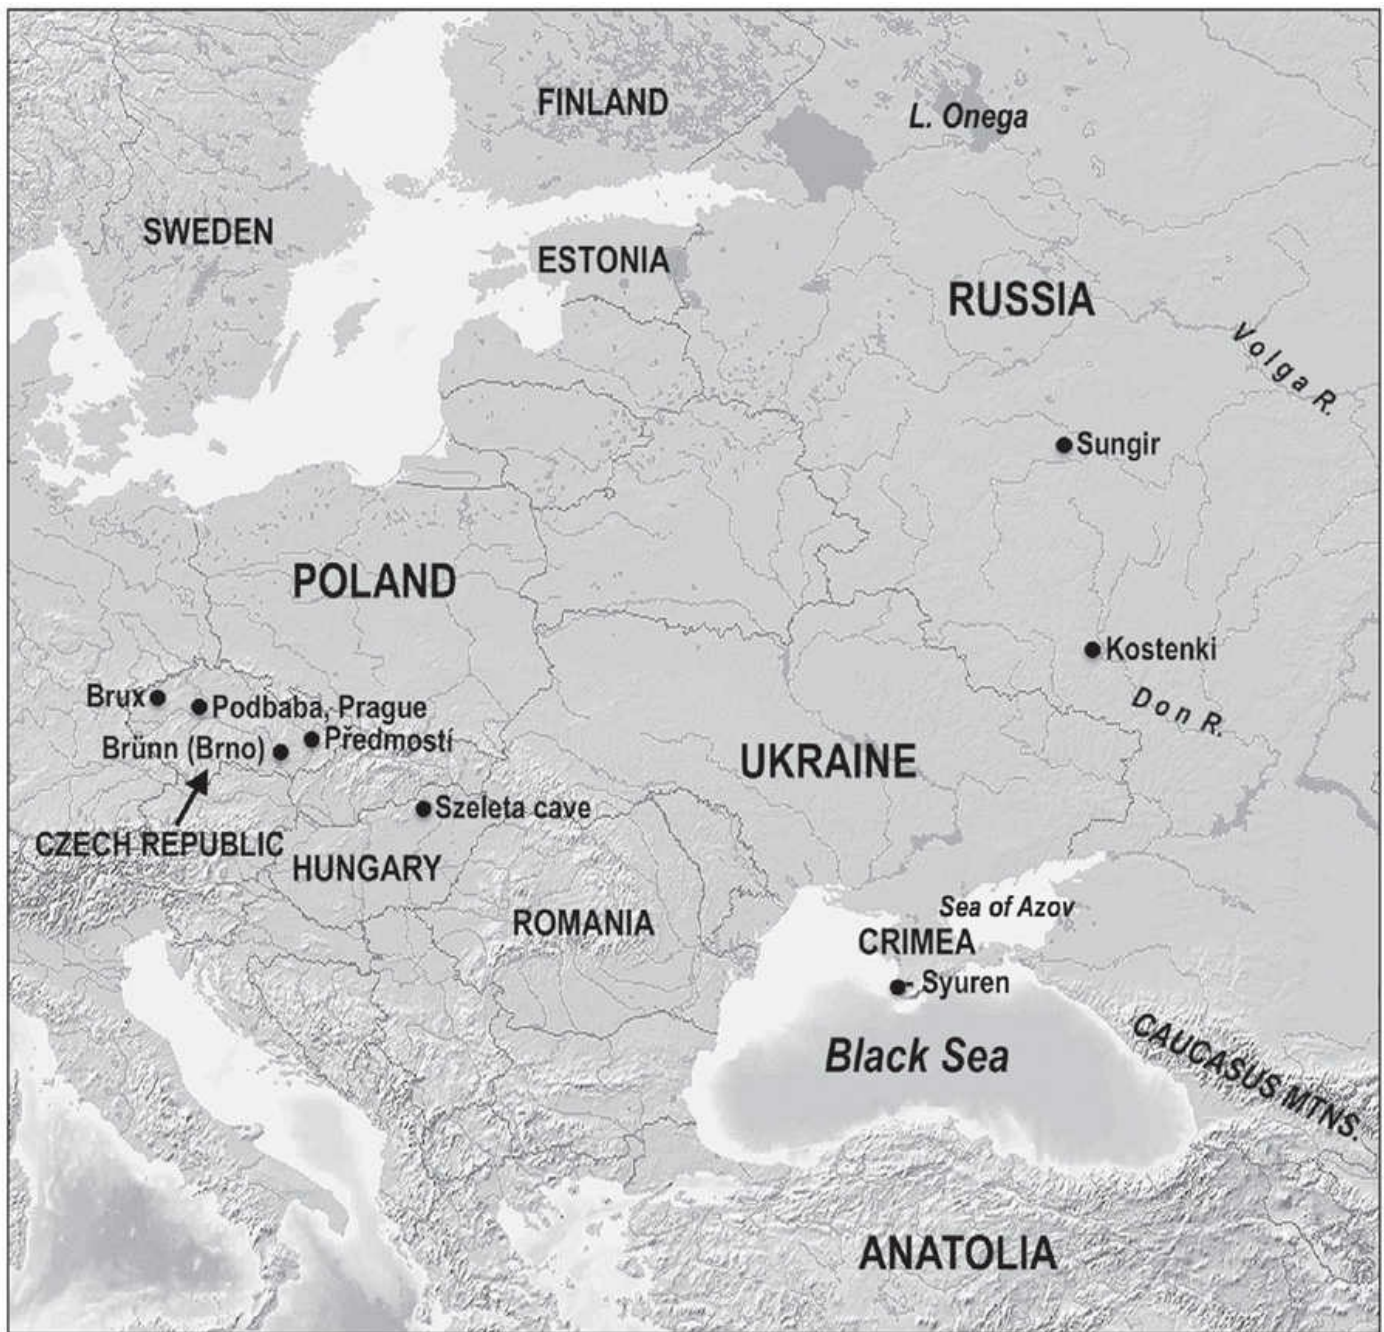 FINLAND
L. Onega
SWEDEN
ESTONIA
RUSSIA
Volga R.
Sungir
POLAND
Kostenki
Brux
Podbaba, Prague
Don R.
Předmostí
Brünn (Brno)
UKRAINE
Szeleta cave
CZECH REPUBLIC
HUNGARY
Sea of Azov
ROMANIA
CRIMEA
Syuren
Black Sea
CAUCASUS MTNS.
ANATOLIA